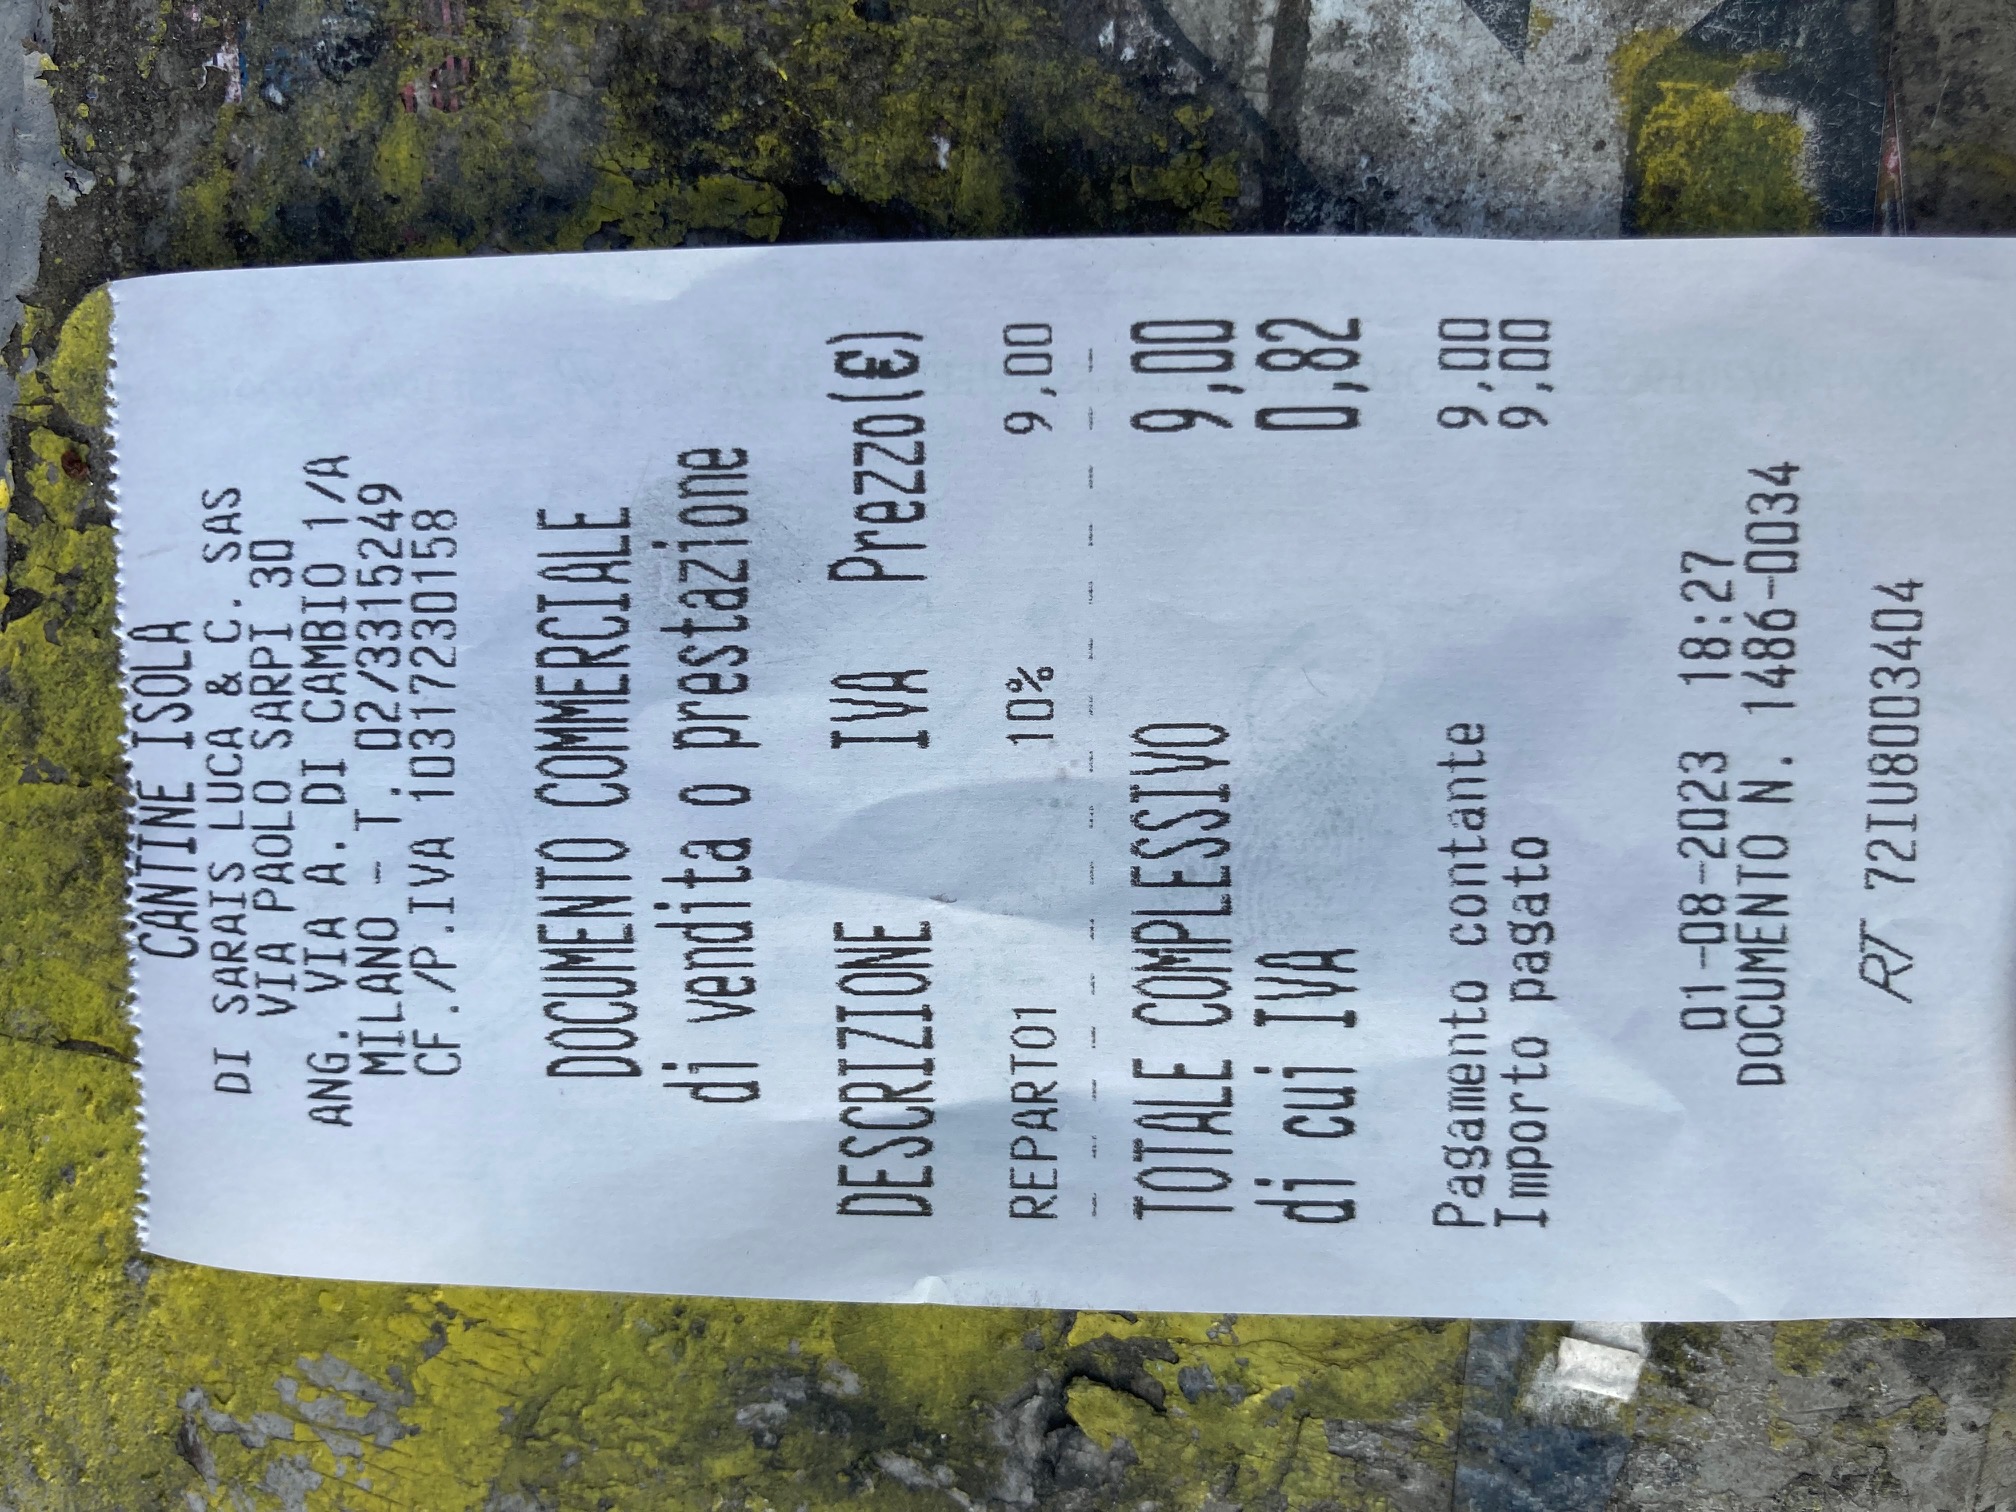 CANTINE ISOLA
DI SARAIS LUCA & C. SAS
VIA PAOLO SARPI 30
ANG. VIA A. DI CAMBIO 1/A
MILANO - T. 02/33152​49
CF./P.IVA 10317230158
DOCUMENTO COMMERCIALE
di vendita o prestazione
DESCRIZIONE IVA Prezzo(€)
REPARTO1 10% 9,00
TOTALE COMPLESSIVO 9,00
di cui IVA 0,82
Pagamento contante 9,00
Importo pagato 9,00
01-08-2023 18:27
DOCUMENTO N. 1486-0034
RT 72IU8003404